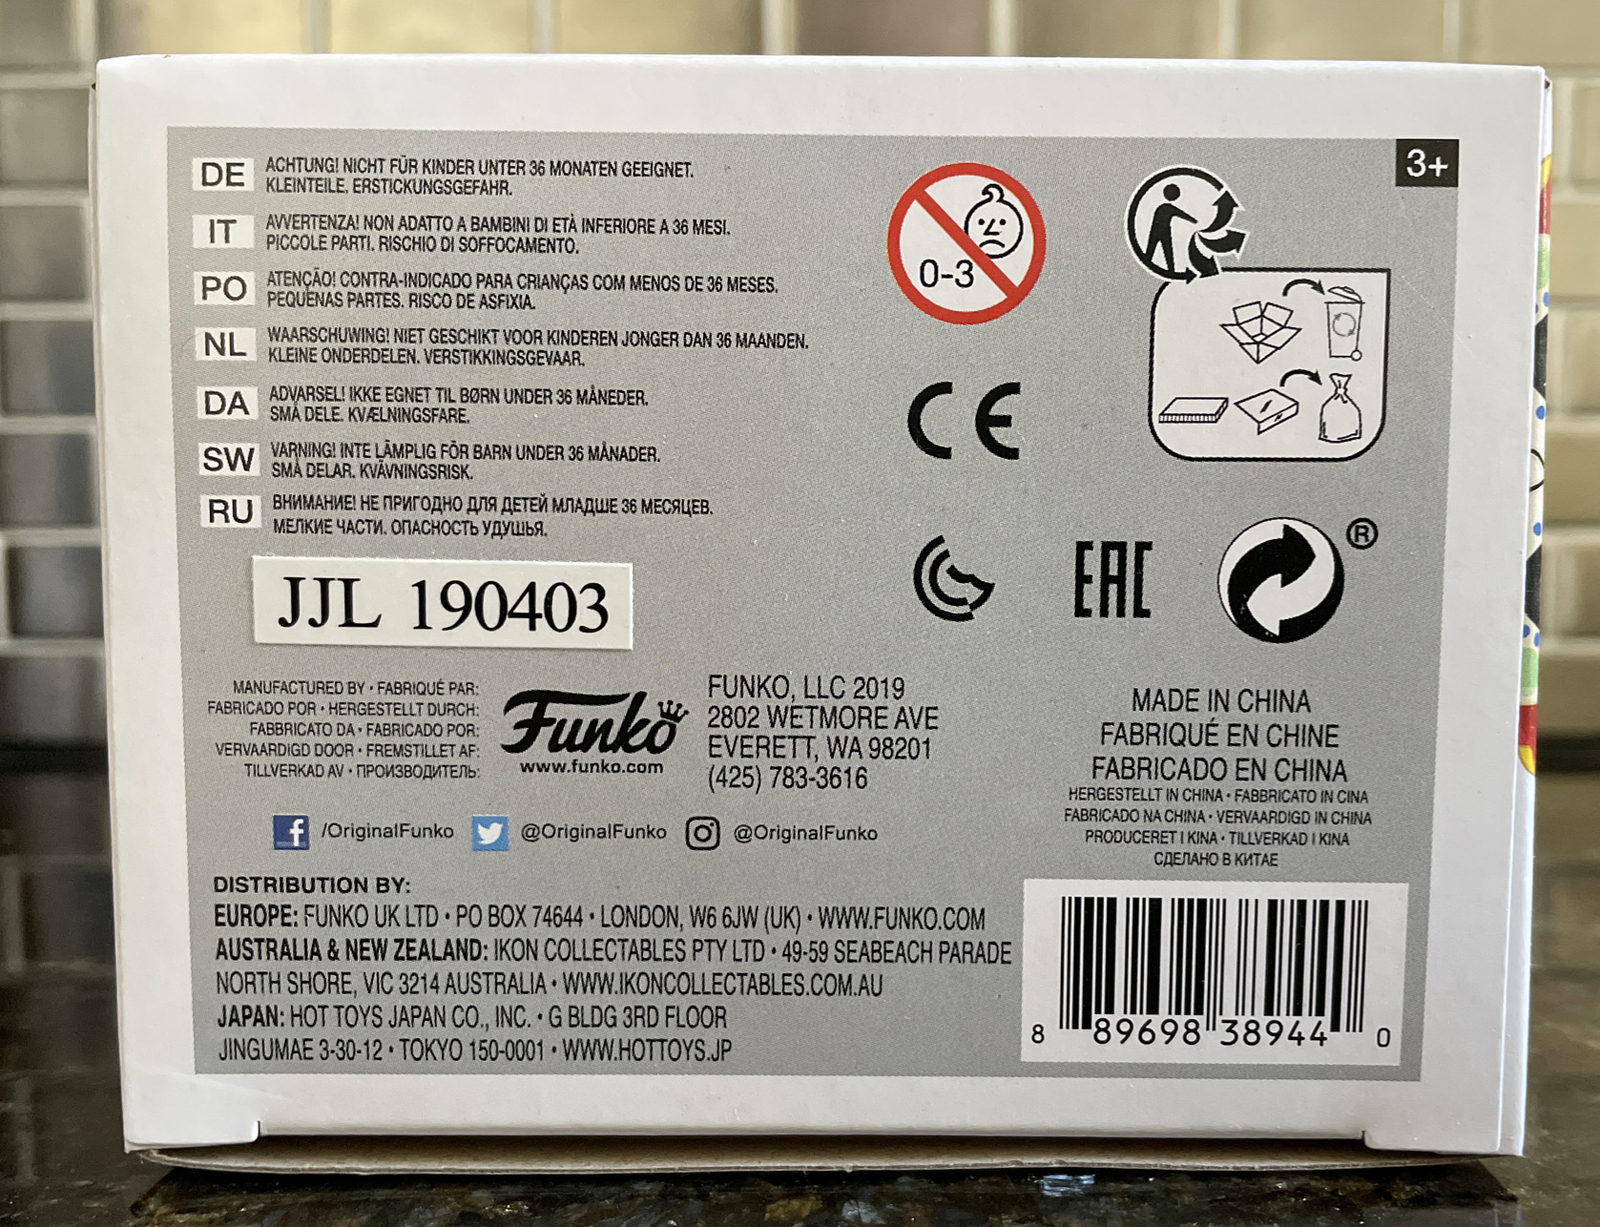 3+
DE
ACHTUNG! NICHT FÜR KINDER UNTER 36 MONATEN GEEIGNET.
KLEINTEILE. ERSTICKUNGSGEFAHR.
IT
AVVERTENZA! NON ADATTO A BAMBINI DI ETÀ INFERIORE A 36 MESI.
PICCOLE PARTI. RISCHIO DI SOFFOCAMENTO.
PO
ATENÇÃO! CONTRA-INDICADO PARA CRIANÇAS COM MENOS DE 36 MESES.
PEQUENAS PARTES. RISCO DE ASFIXIA.
NL
WAARSCHUWING! NIET GESCHIKT VOOR KINDEREN JONGER DAN 36 MAANDEN.
KLEINE ONDERDELEN. VERSTIKKINGSGEVAAR.
DA
ADVARSEL! IKKE EGNET TIL BØRN UNDER 36 MÅNEDER.
SMÅ DELE. KVÆLNINGSFARE.
SW
VARNING! INTE LÄMPLIG FÖR BARN UNDER 36 MÅNADER.
SMÅ DELAR. KVÄVNINGSRISK.
RU
ВНИМАНИЕ! НЕ ПРИГОДНО ДЛЯ ДЕТЕЙ МЛАДШЕ 36 МЕСЯЦЕВ.
МЕЛКИЕ ЧАСТИ. ОПАСНОСТЬ УДУШЬЯ.
0-3
CE
EAC
®
JJL 190403
MANUFACTURED BY • FABRIQUÉ PAR:
FABRICADO POR • HERGESTELLT DURCH:
FABBRICATO DA • FABRICADO POR:
VERVAARDIGD DOOR • FREMSTILLET AF:
TILLVERKAD AV • ПРОИЗВОДИТЕЛЬ:
Funko
www.funko.com
FUNKO, LLC 2019
2802 WETMORE AVE
EVERETT, WA 98201
(425) 783-3616
MADE IN CHINA
FABRIQUÉ EN CHINE
FABRICADO EN CHINA
HERGESTELLT IN CHINA • FABBRICATO IN CINA
FABRICADO NA CHINA • VERVAARDIGD IN CHINA
PRODUCERET I KINA • TILLVERKAD I KINA
СДЕЛАНО В КИТАЕ
f /OriginalFunko @OriginalFunko @OriginalFunko
DISTRIBUTION BY:
EUROPE: FUNKO UK LTD • PO BOX 74644 • LONDON, W6 6JW (UK) • WWW.FUNKO.COM
AUSTRALIA & NEW ZEALAND: IKON COLLECTABLES PTY LTD • 49-59 SEABEACH PARADE
NORTH SHORE, VIC 3214 AUSTRALIA • WWW.IKONCOLLECTABLES.COM.AU
JAPAN: HOT TOYS JAPAN CO., INC. • G BLDG 3RD FLOOR
JINGUMAE 3-30-12 • TOKYO 150-0001 • WWW.HOTTOYS.JP
8 89698 38944 0